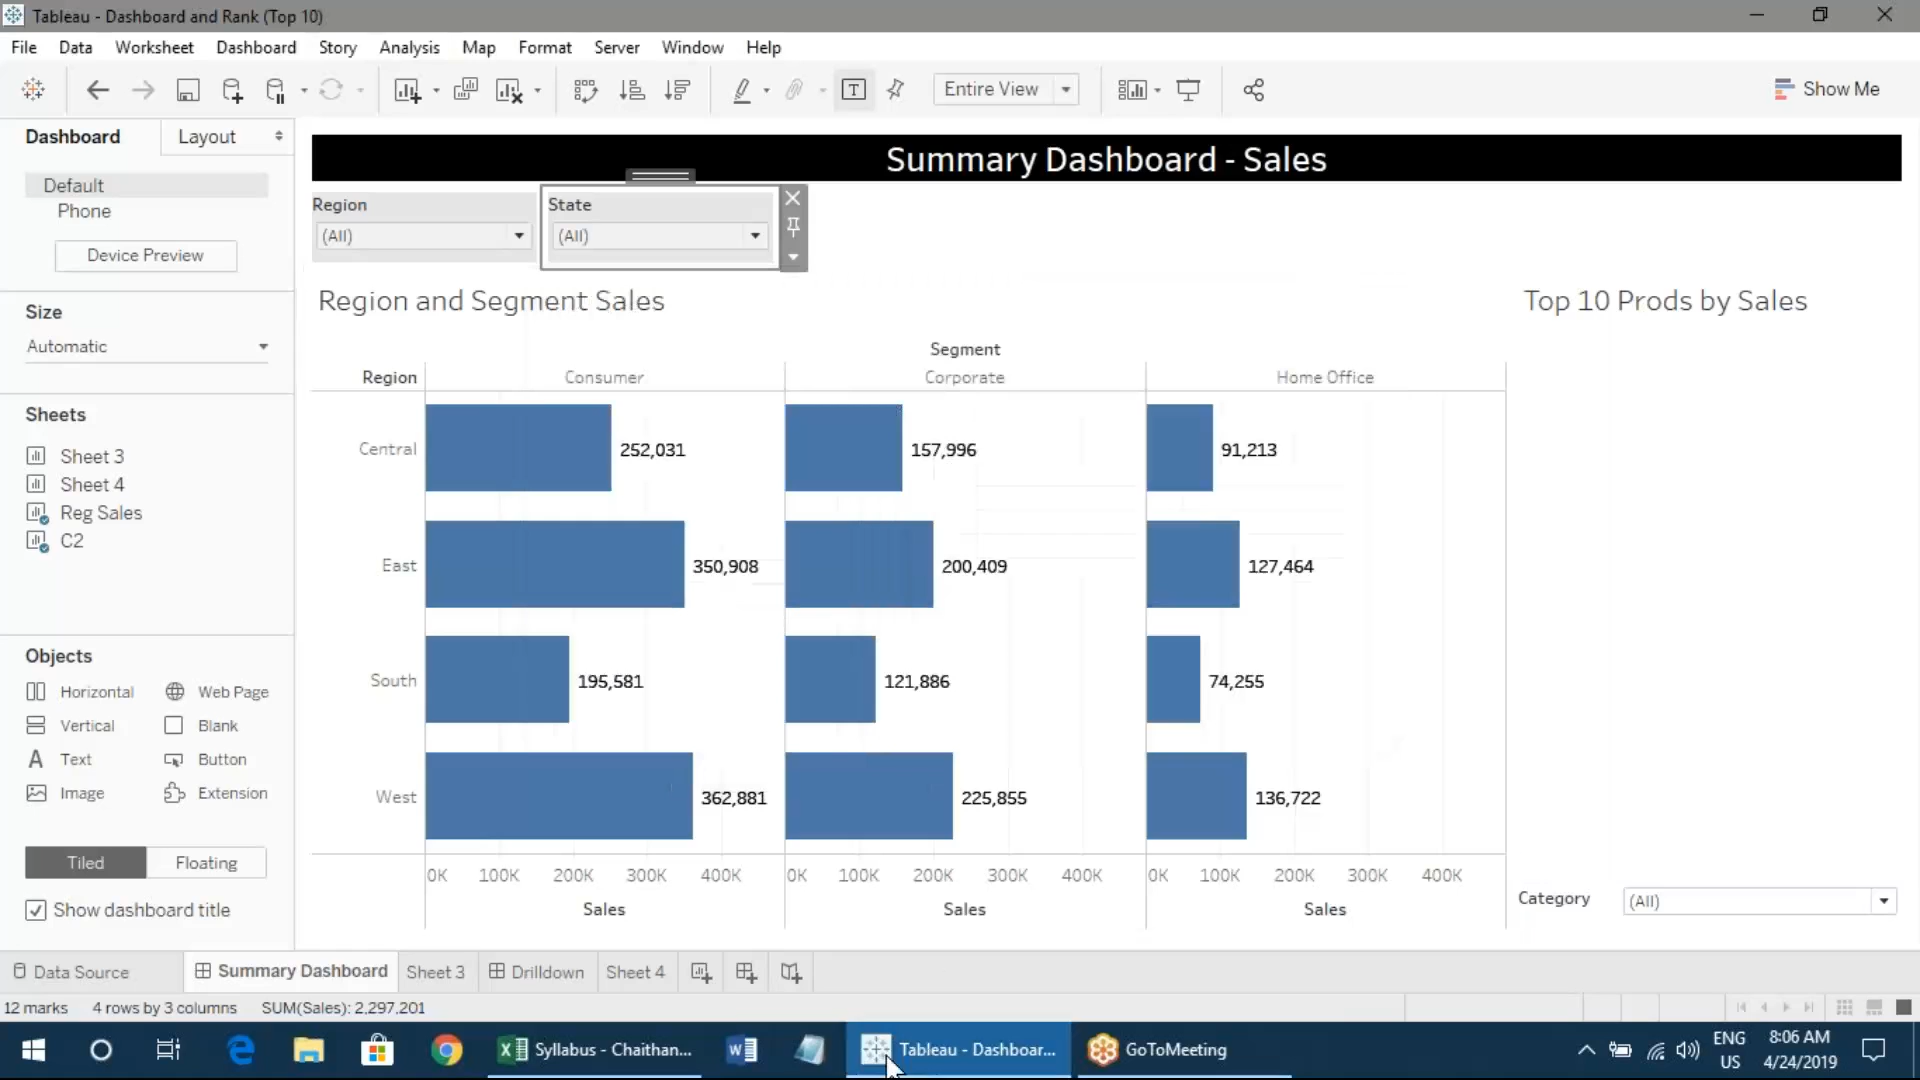 Tableau - Dashboard and Rank (Top 10)
File Data Worksheet Dashboard Story Analysis Map Format Server Window Help
Entire View
Show Me
Dashboard Layout
Default
Phone
Device Preview
Size
Automatic
Sheets
Sheet 3
Sheet 4
Reg Sales
C2
Objects
Horizontal Web Page
Vertical Blank
Text Button
Image Extension
Tiled Floating
Show dashboard title
Summary Dashboard - Sales
Region State
(All) (All)
Region and Segment Sales
Top 10 Prods by Sales
Segment
Region Consumer Corporate Home Office
Central 252,031 157,996 91,213
East 350,908 200,409 127,464
South 195,581 121,886 74,255
West 362,881 225,855 136,722
0K 100K 200K 300K 400K 0K 100K 200K 300K 400K 0K 100K 200K 300K 400K
Sales Sales Sales
Category (All)
Data Source Summary Dashboard Sheet 3 Drilldown Sheet 4
12 marks 4 rows by 3 columns SUM(Sales): 2,297,201
Syllabus - Chaithan...
Tableau - Dashboar...
GoToMeeting
ENG
US
8:06 AM
4/24/2019